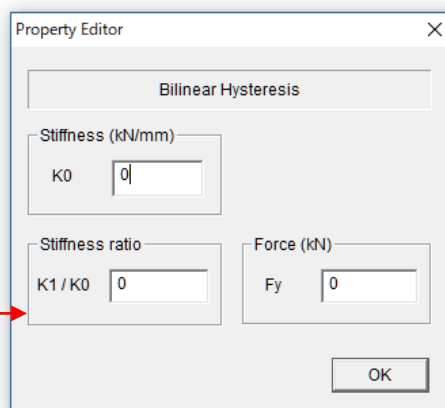 Property Editor
Bilinear Hysteresis
Stiffness (kN/mm)
K0 0
Stiffness ratio
K1 / K0 0
Force (kN)
Fy 0
OK